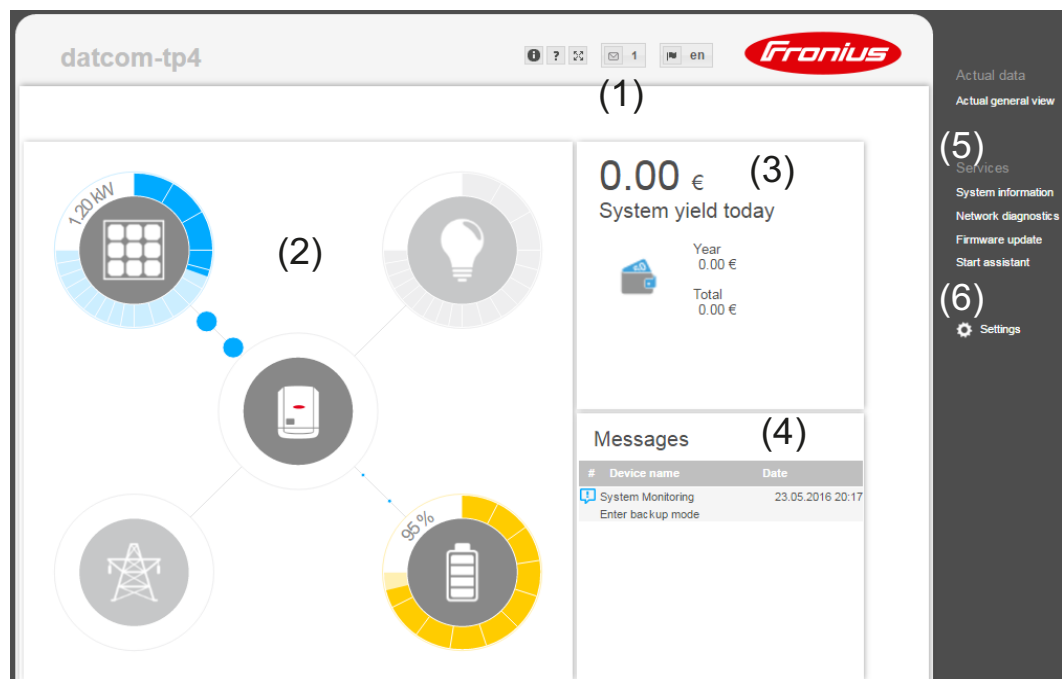 datcom-tp4
i ? 1 en
Fronius
(1)
1,20 kW
(2)
95 %
0.00 €
(3)
System yield today
Year
0.00 €
Total
0.00 €
Messages
(4)
# Device name Date
! System Monitoring 23.05.2016 20:17
Enter backup mode
Actual data
Actual general view
(5)
Services
System information
Network diagnostics
Firmware update
Start assistant
(6)
Settings